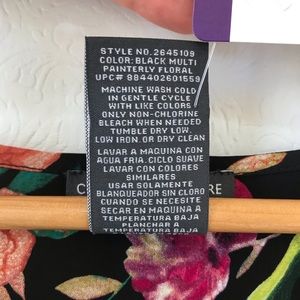 STYLE NO. 2645109
COLOR: BLACK MULTI
PAINTERLY FLORAL
UPC# 884402601559
MACHINE WASH COLD
IN GENTLE CYCLE
WITH LIKE COLORS
ONLY NON-CHLORINE
BLEACH WHEN NEEDED
TUMBLE DRY LOW.
LOW IRON. OR DRY CLEAN
LAVAR A MAQUINA CON
AGUA FRIA. CICLO SUAVE
LAVAR CON COLORES
SIMILARES
USAR SOLAMENTE
BLANQUEADOR SIN CLORO
CUANDO SE NECESITE
SECAR EN MAQUINA A
TEMPERATURA BAJA
PLANCHAR A
TEMPERATURA BAJA